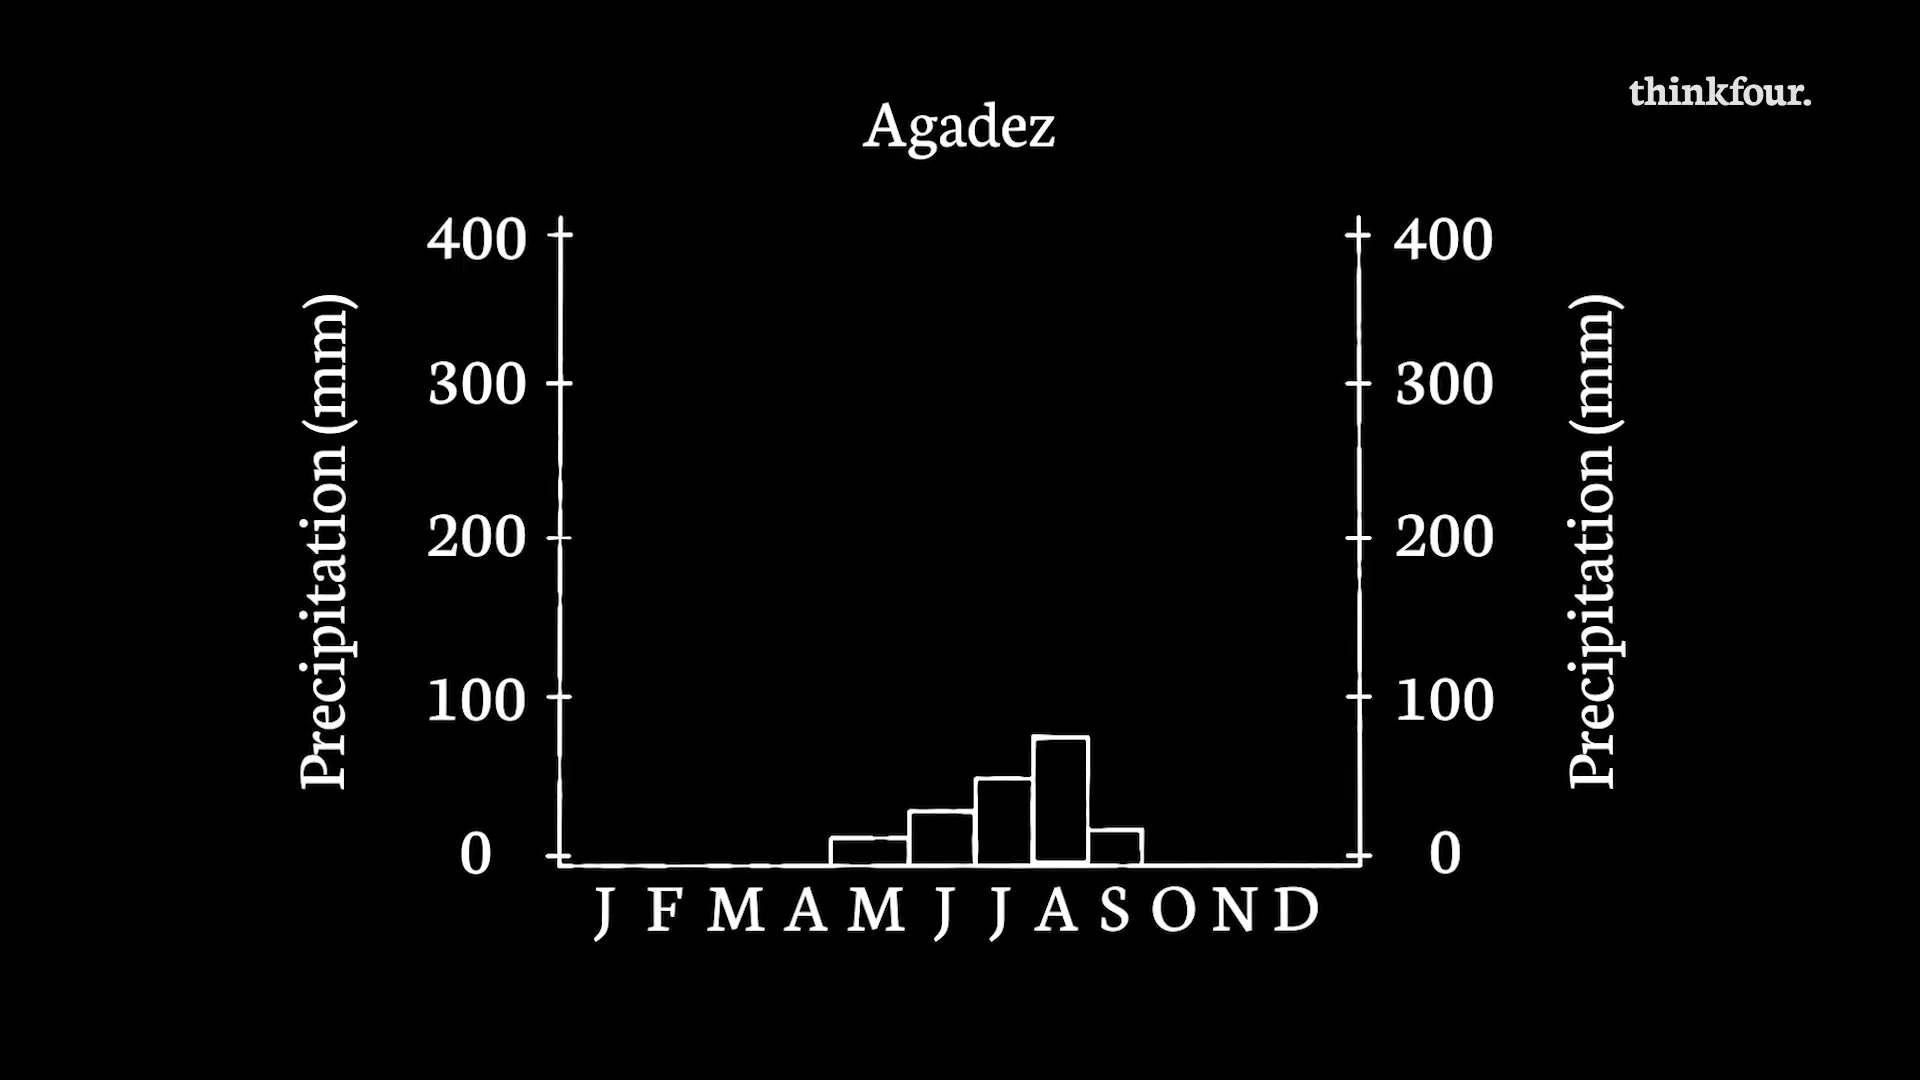 thinkfour.
Agadez
400 400
300 300
200 200
100 100
0 0
Precipitation (mm)
Precipitation (mm)
J F M A M J J A S O N D